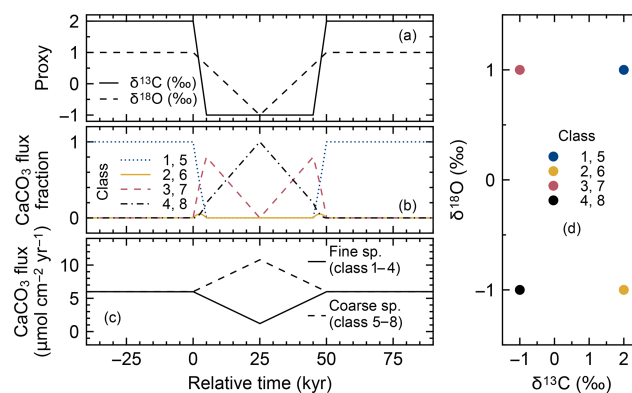 2
(a)
1
Proxy
0
δ13C (‰)
δ18O (‰)
−1
1
Class
1, 5
2, 6
3, 7
4, 8
CaCO3 flux
fraction
0
(b)
Fine sp.
(class 1−4)
10
5
CaCO3 flux
(μmol cm−2 yr−1)
(c)
Coarse sp.
(class 5−8)
0
−25 0 25 50 75
Relative time (kyr)
1
Class
1, 5
2, 6
3, 7
4, 8
δ18O (‰)
0
(d)
−1
−1 0 1 2
δ13C (‰)